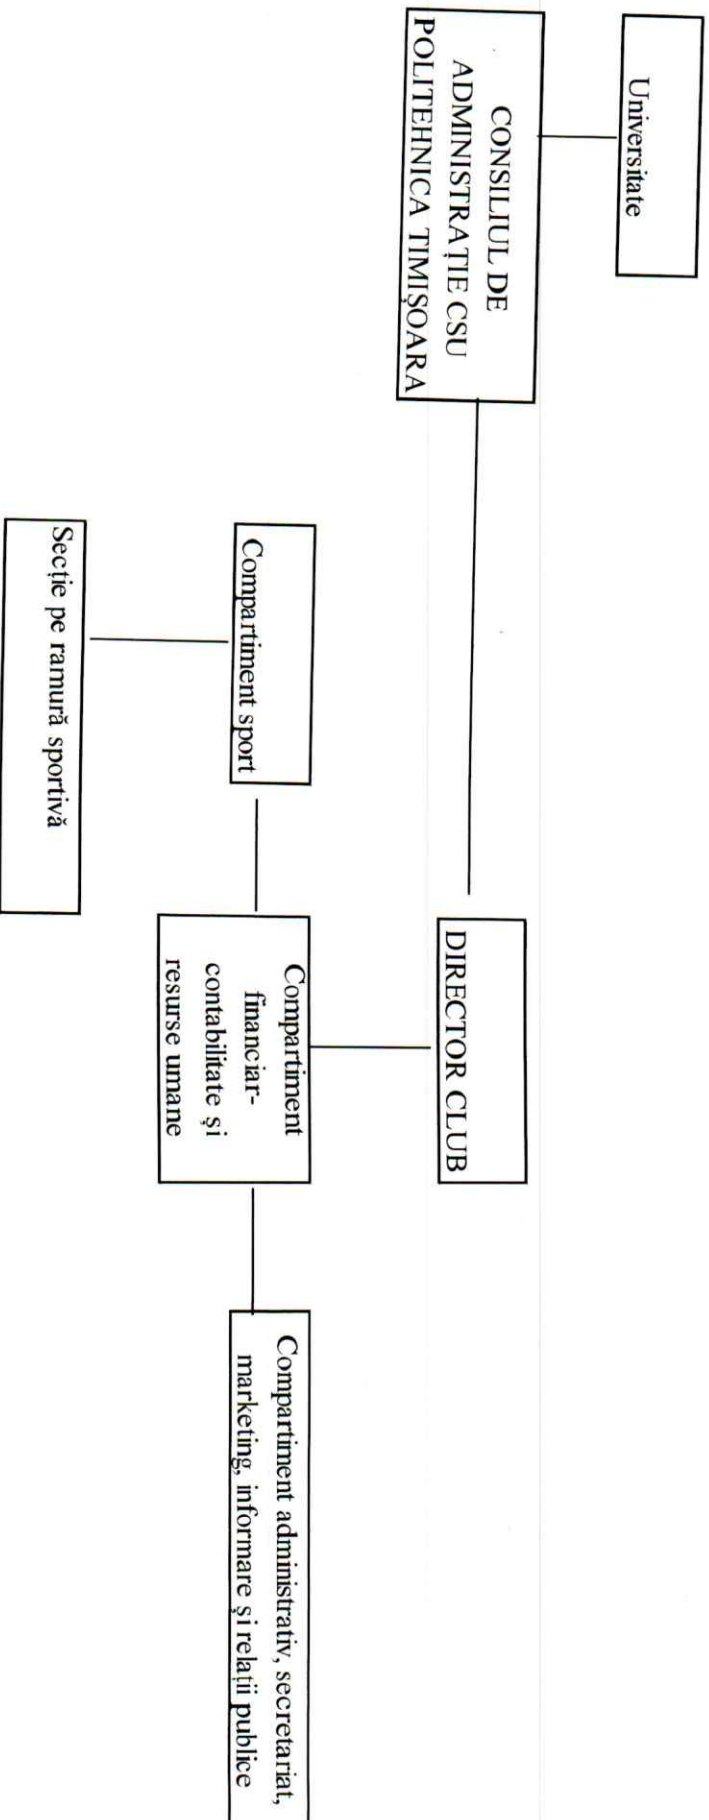 Universitate
CONSILIUL DE
ADMINISTRAȚIE CSU
POLITEHNICA TIMIȘOARA
DIRECTOR CLUB
Compartiment sport
Compartiment
financiar-
contabilitate și
resurse umane
Compartiment administrativ, secretariat,
marketing, informare și relații publice
Secție pe ramură sportivă